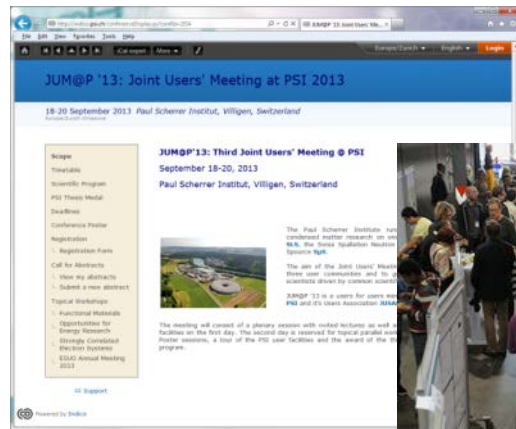 File Edit View Favorites Tools Help
iCal export More
Europe/Zurich English Login
JUM@P '13: Joint Users' Meeting at PSI 2013
18-20 September 2013 Paul Scherrer Institut, Villigen, Switzerland
Europe/Zurich timezone
Scope
Timetable
Scientific Program
PSI Thesis Medal
Deadlines
Conference Poster
Registration
Registration Form
Call for Abstracts
View my abstracts
Submit a new abstract
Topical Workshops
Functional Materials
Opportunities for
Energy Research
Strongly Correlated
Electron Systems
EGUG Annual Meeting
2013
Support
JUM@P'13: Third Joint Users' Meeting @ PSI
September 18-20, 2013
Paul Scherrer Institut, Villigen, Switzerland
The Paul Scherrer Institute
condensed matter research on
the Swiss Spallation Neutron
The aim of the Joint Users'
three user communities and to
scientists driven by common
JUM@P '13 is a users for users
PSI and it's Users Association
The meeting will consist of a plenary session with invited lectures as well as
facilities on the first day. The second day is reserved for topical parallel
Poster sessions, a tour of the PSI user facilities and the award of the
program.
Powered by Indico